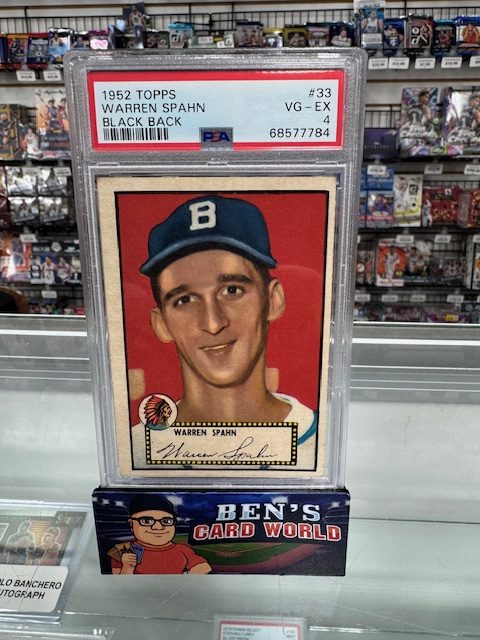 1952 TOPPS #33
WARREN SPAHN VG-EX
BLACK BACK 4
PSA 68577784
B
WARREN SPAHN
Warren Spahn
BEN'S
CARD WORLD
LO BANCHERO
UTOGRAPH